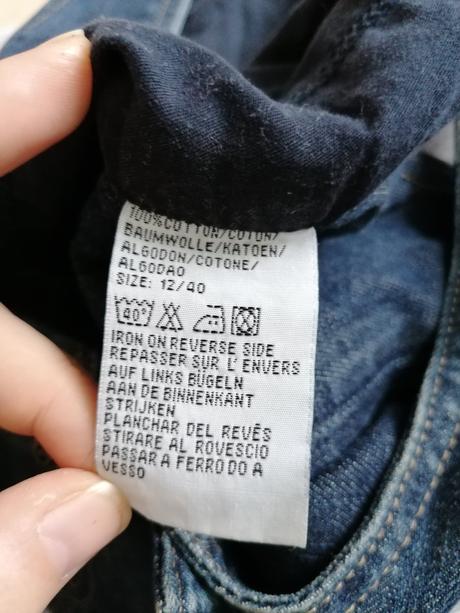 100%COTTON/COTON/
BAUMWOLLE/KATOEN/
ALGODON/COTONE/
ALGODAO
SIZE: 12/40
40°
IRON ON REVERSE SIDE
REPASSER SUR L'ENVERS
AUF LINKS BÜGELN
AAN DE BINNENKANT
STRIJKEN
PLANCHAR DEL REVÊS
STIRARE AL ROVESCIO
PASSAR A FERRO DO A
VESSO